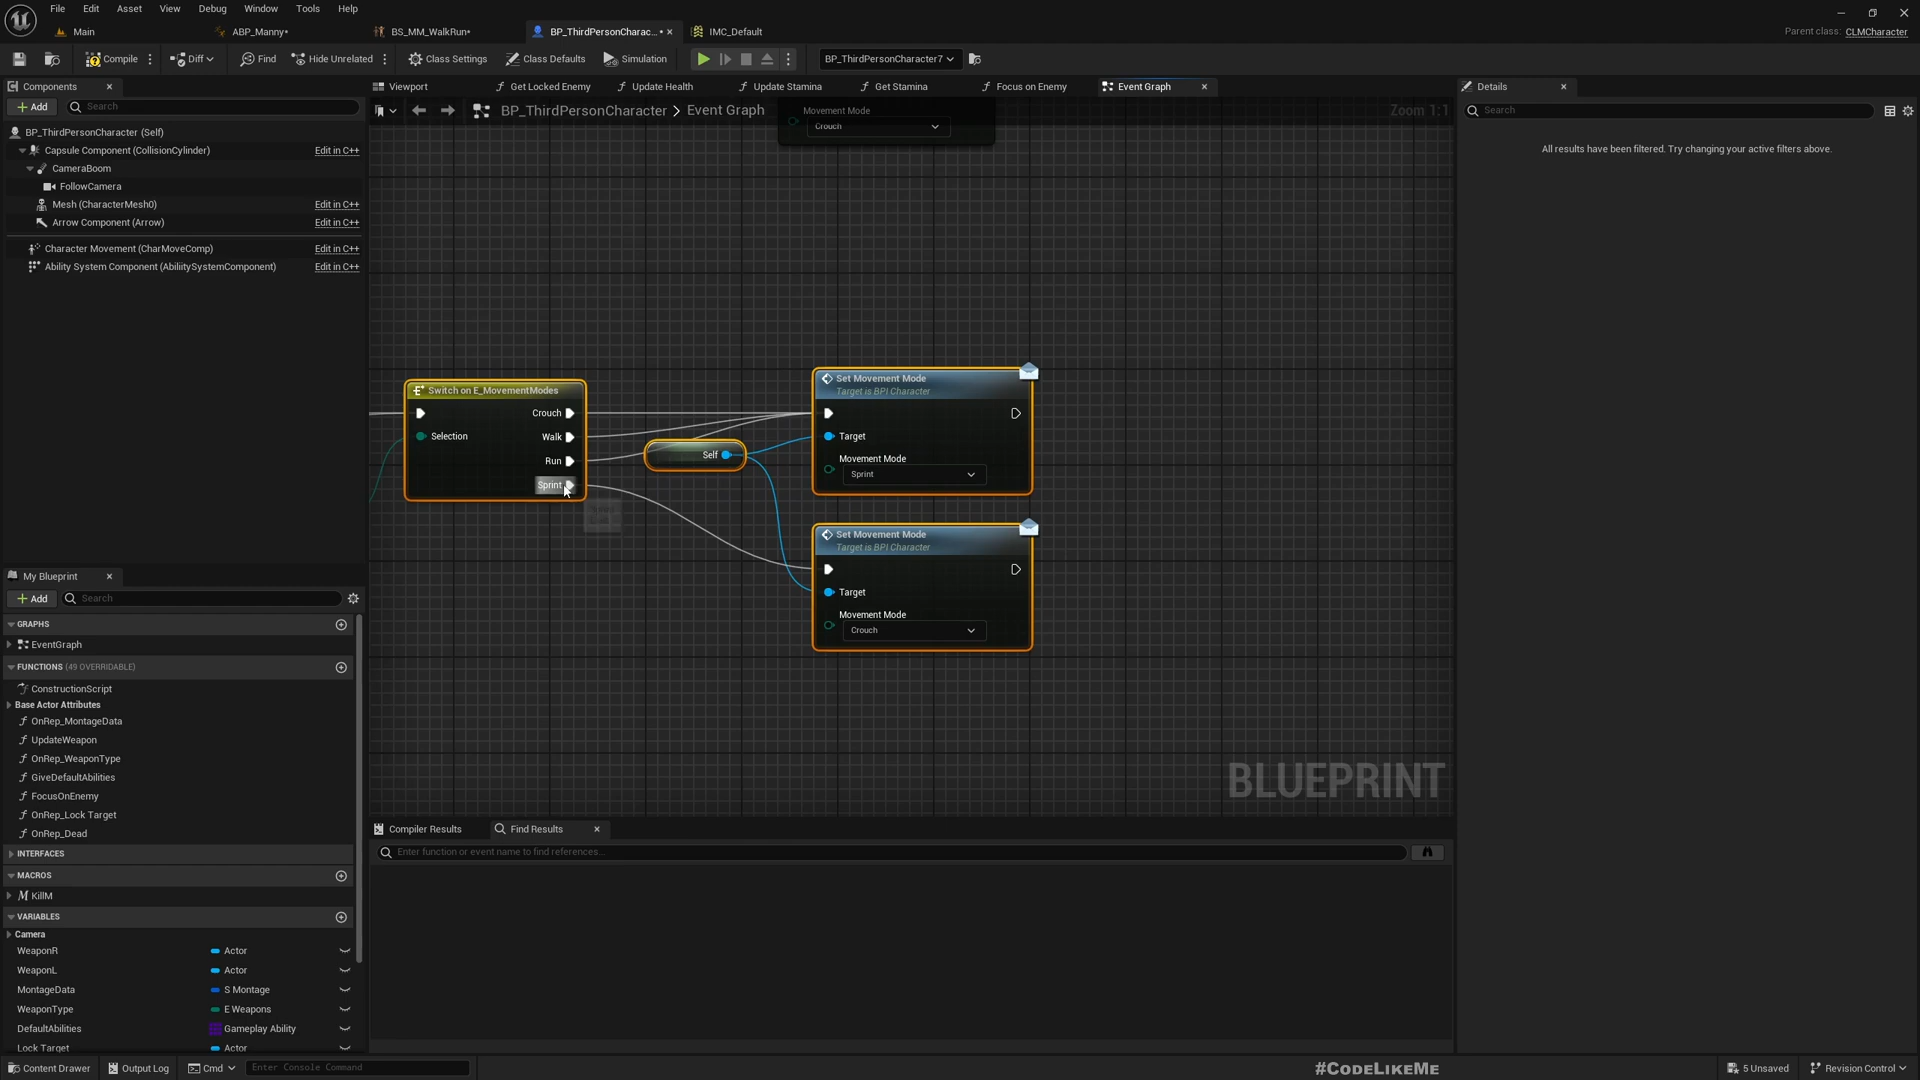 File Edit Asset View Debug Window Tools Help
Main ABP_Manny* BS_MM_WalkRun* BP_ThirdPersonCharac...* × IMC_Default Parent class: CLMCharacter
Compile Diff Find Hide Unrelated Class Settings Class Defaults Simulation BP_ThirdPersonCharacter7
Components
Add Search
BP_ThirdPersonCharacter (Self)
Capsule Component (CollisionCylinder) Edit in C++
CameraBoom
FollowCamera
Mesh (CharacterMesh0) Edit in C++
Arrow Component (Arrow) Edit in C++
Character Movement (CharMoveComp) Edit in C++
Ability System Component (AbiliitySystemComponent) Edit in C++
My Blueprint
+ Add Search
GRAPHS
EventGraph
FUNCTIONS (49 OVERRIDABLE)
ConstructionScript
Base Actor Attributes
OnRep_MontageData
UpdateWeapon
OnRep_WeaponType
GiveDefaultAbilities
FocusOnEnemy
OnRep_Lock Target
OnRep_Dead
INTERFACES
MACROS
KillM
VARIABLES
Camera
WeaponR Actor
WeaponL Actor
MontageData S Montage
WeaponType E Weapons
DefaultAbilities Gameplay Ability
Lock Target Actor
Viewport Get Locked Enemy Update Health Update Stamina Get Stamina Focus on Enemy Event Graph
BP_ThirdPersonCharacter > Event Graph Zoom 1:1
Movement Mode
Crouch
Switch on E_MovementModes
Crouch
Selection Walk
Run
Sprint
Self
Set Movement Mode
Target is BPI Character
Target
Movement Mode
Sprint
Set Movement Mode
Target is BPI Character
Target
Movement Mode
Crouch
BLUEPRINT
Compiler Results Find Results
Enter function or event name to find references...
Details
Search
All results have been filtered. Try changing your active filters above.
Content Drawer Output Log Cmd Enter Console Command #CODELIKEME 5 Unsaved Revision Control